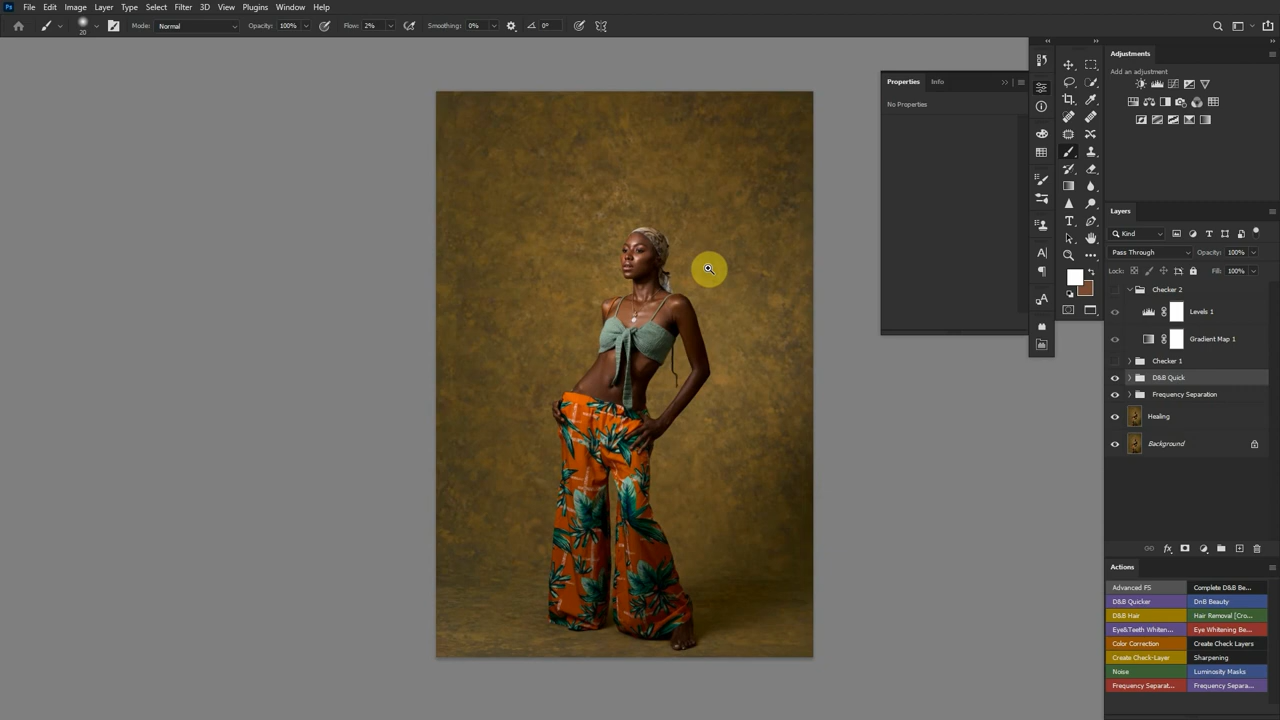 Ps File Edit Image Layer Type Select Filter 3D View Plugins Window Help
20 Mode: Normal Opacity: 100% Flow: 2% Smoothing: 0% 0°
Properties Info
No Properties
Adjustments
Add an adjustment
Layers
Kind
Pass Through Opacity: 100%
Lock: Fill: 100%
Checker 2
Levels 1
Gradient Map 1
Checker 1
D&B Quick
Frequency Separation
Healing
Background
Actions
Advanced FS Complete D&B Be...
D&B Quicker DnB Beauty
D&B Hair Hair Removal [Cro...
Eye&Teeth Whiten... Eye Whitening Be...
Color Correction Create Check Layers
Create Check-Layer Sharpening
Noise Luminosity Masks
Frequency Separat... Frequency Separa...